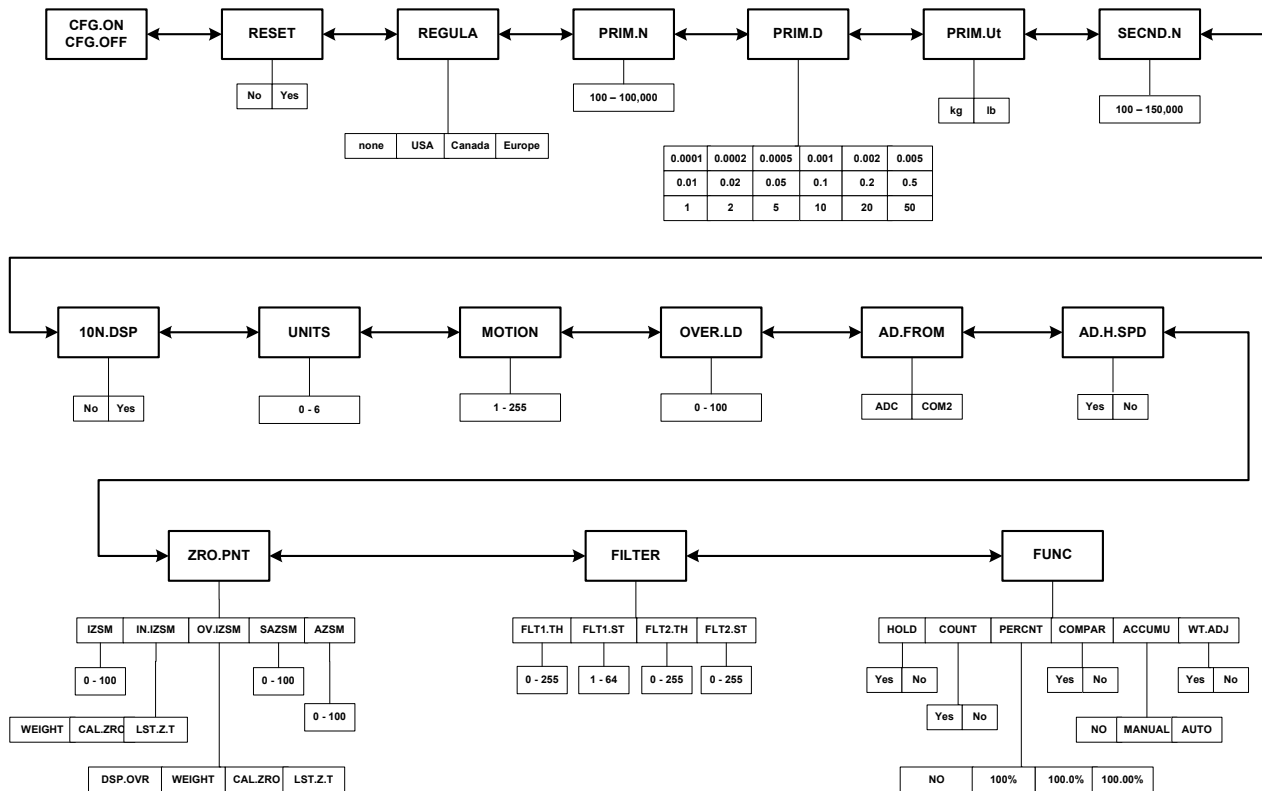 CFG.ON
CFG.OFF
RESET
REGULA
PRIM.N
PRIM.D
PRIM.Ut
SECND.N
No Yes
none USA Canada Europe
100 – 100,000
0.0001 0.0002 0.0005 0.001 0.002 0.005
0.01 0.02 0.05 0.1 0.2 0.5
1 2 5 10 20 50
kg lb
100 – 150,000
10N.DSP
UNITS
MOTION
OVER.LD
AD.FROM
AD.H.SPD
No Yes
0 - 6
1 - 255
0 - 100
ADC COM2
Yes No
ZRO.PNT
FILTER
FUNC
IZSM IN.IZSM OV.IZSM SAZSM AZSM
0 - 100
0 - 100
0 - 100
WEIGHT CAL.ZRO LST.Z.T
DSP.OVR WEIGHT CAL.ZRO LST.Z.T
FLT1.TH FLT1.ST FLT2.TH FLT2.ST
0 - 255 1 - 64 0 - 255 0 - 255
HOLD COUNT PERCNT COMPAR ACCUMU WT.ADJ
Yes No
Yes No
Yes No
Yes No
NO MANUAL AUTO
NO 100% 100.0% 100.00%